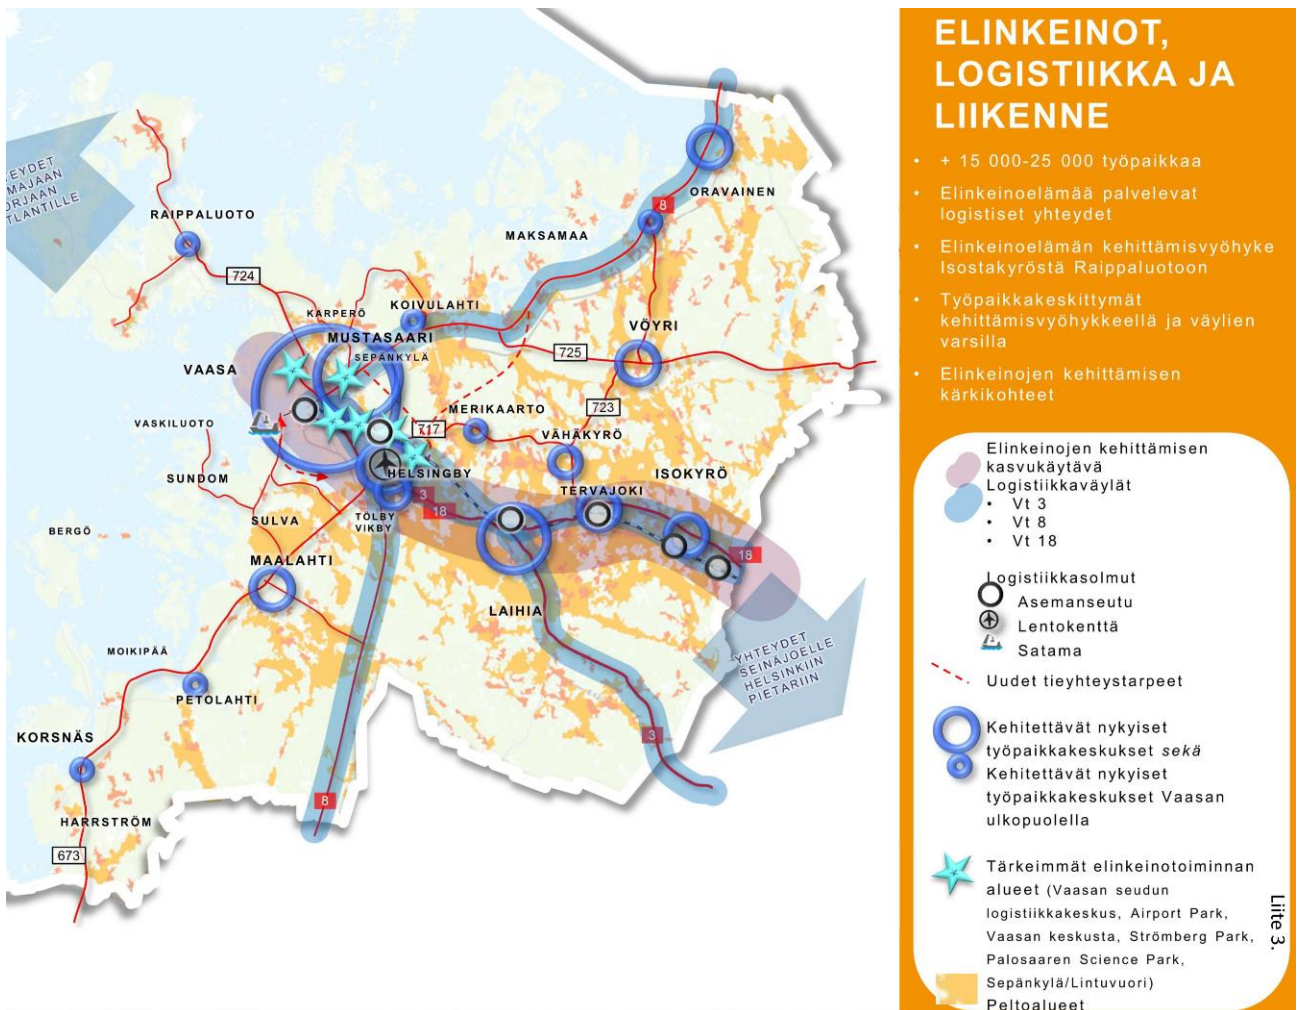 ELINKEINOT,
LOGISTIIKKA JA
LIIKENNE
• + 15 000-25 000 työpaikkaa
• Elinkeinoelämää palvelevat
logistiset yhteydet
• Elinkeinoelämän kehittämisvyöhyke
Isostakyröstä Raippaluotoon
• Työpaikkakeskittymät
kehittämisvyöhykkeellä ja väylien
varsilla
• Elinkeinojen kehittämisen
kärkikohteet
Elinkeinojen kehittämisen
kasvukäytävä
Logistiikkaväylät
• Vt 3
• Vt 8
• Vt 18
Logistiikkasolmut
Asemanseutu
Lentokenttä
Satama
Uudet tieyhteystarpeet
Kehitettävät nykyiset
työpaikkakeskukset sekä
Kehitettävät nykyiset
työpaikkakeskukset Vaasan
ulkopuolella
Tärkeimmät elinkeinotoiminnan
alueet (Vaasan seudun
logistiikkakeskus, Airport Park,
Vaasan keskusta, Strömberg Park,
Palosaaren Science Park,
Sepänkylä/Lintuvuori)
Peltoalueet
Liite 3.
RAIPPALUOTO
724
ORAVAINEN
8
MAKSAMAA
KARPERÖ
KOIVULAHTI
MUSTASAARI
SEPÄNKYLÄ
VÖYRI
725
VAASA
723
MERIKAARTO
717
VÄHÄKYRÖ
VASKILUOTO
SUNDOM
HELSINGBY
ISOKYRÖ
TERVAJOKI
3
18
SULVA
TÖLBY
VIKBY
BERGÖ
18
MAALAHTI
LAIHIA
YHTEYDET
SEINÄJOELLE
HELSINKIIN
PIETARIIN
MOIKIPÄÄ
PETOLAHTI
KORSNÄS
3
8
HARRSTRÖM
673